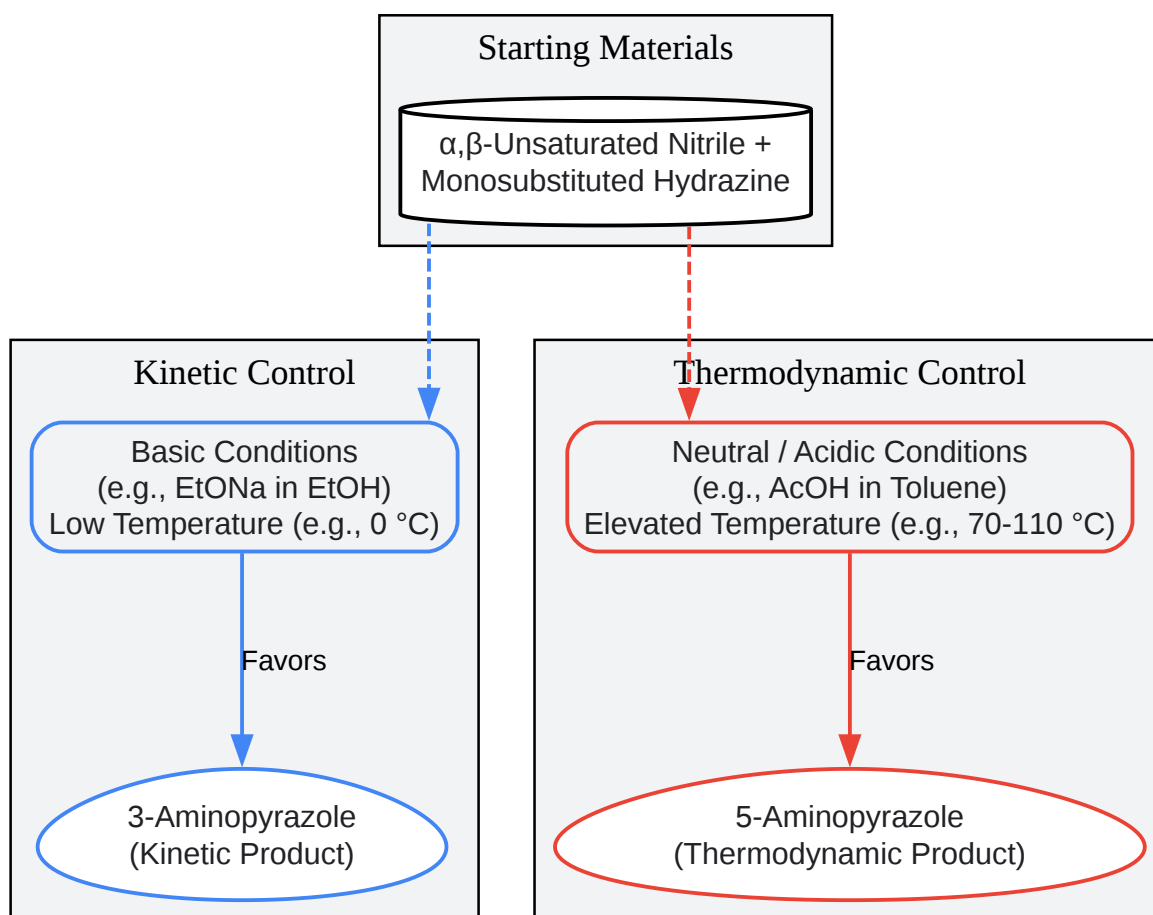 Starting Materials
α,β-Unsaturated Nitrile +
Monosubstituted Hydrazine
Kinetic Control
Basic Conditions
(e.g., EtONa in EtOH)
Low Temperature (e.g., 0 °C)
Favors
3-Aminopyrazole
(Kinetic Product)
Thermodynamic Control
Neutral / Acidic Conditions
(e.g., AcOH in Toluene)
Elevated Temperature (e.g., 70-110 °C)
Favors
5-Aminopyrazole
(Thermodynamic Product)